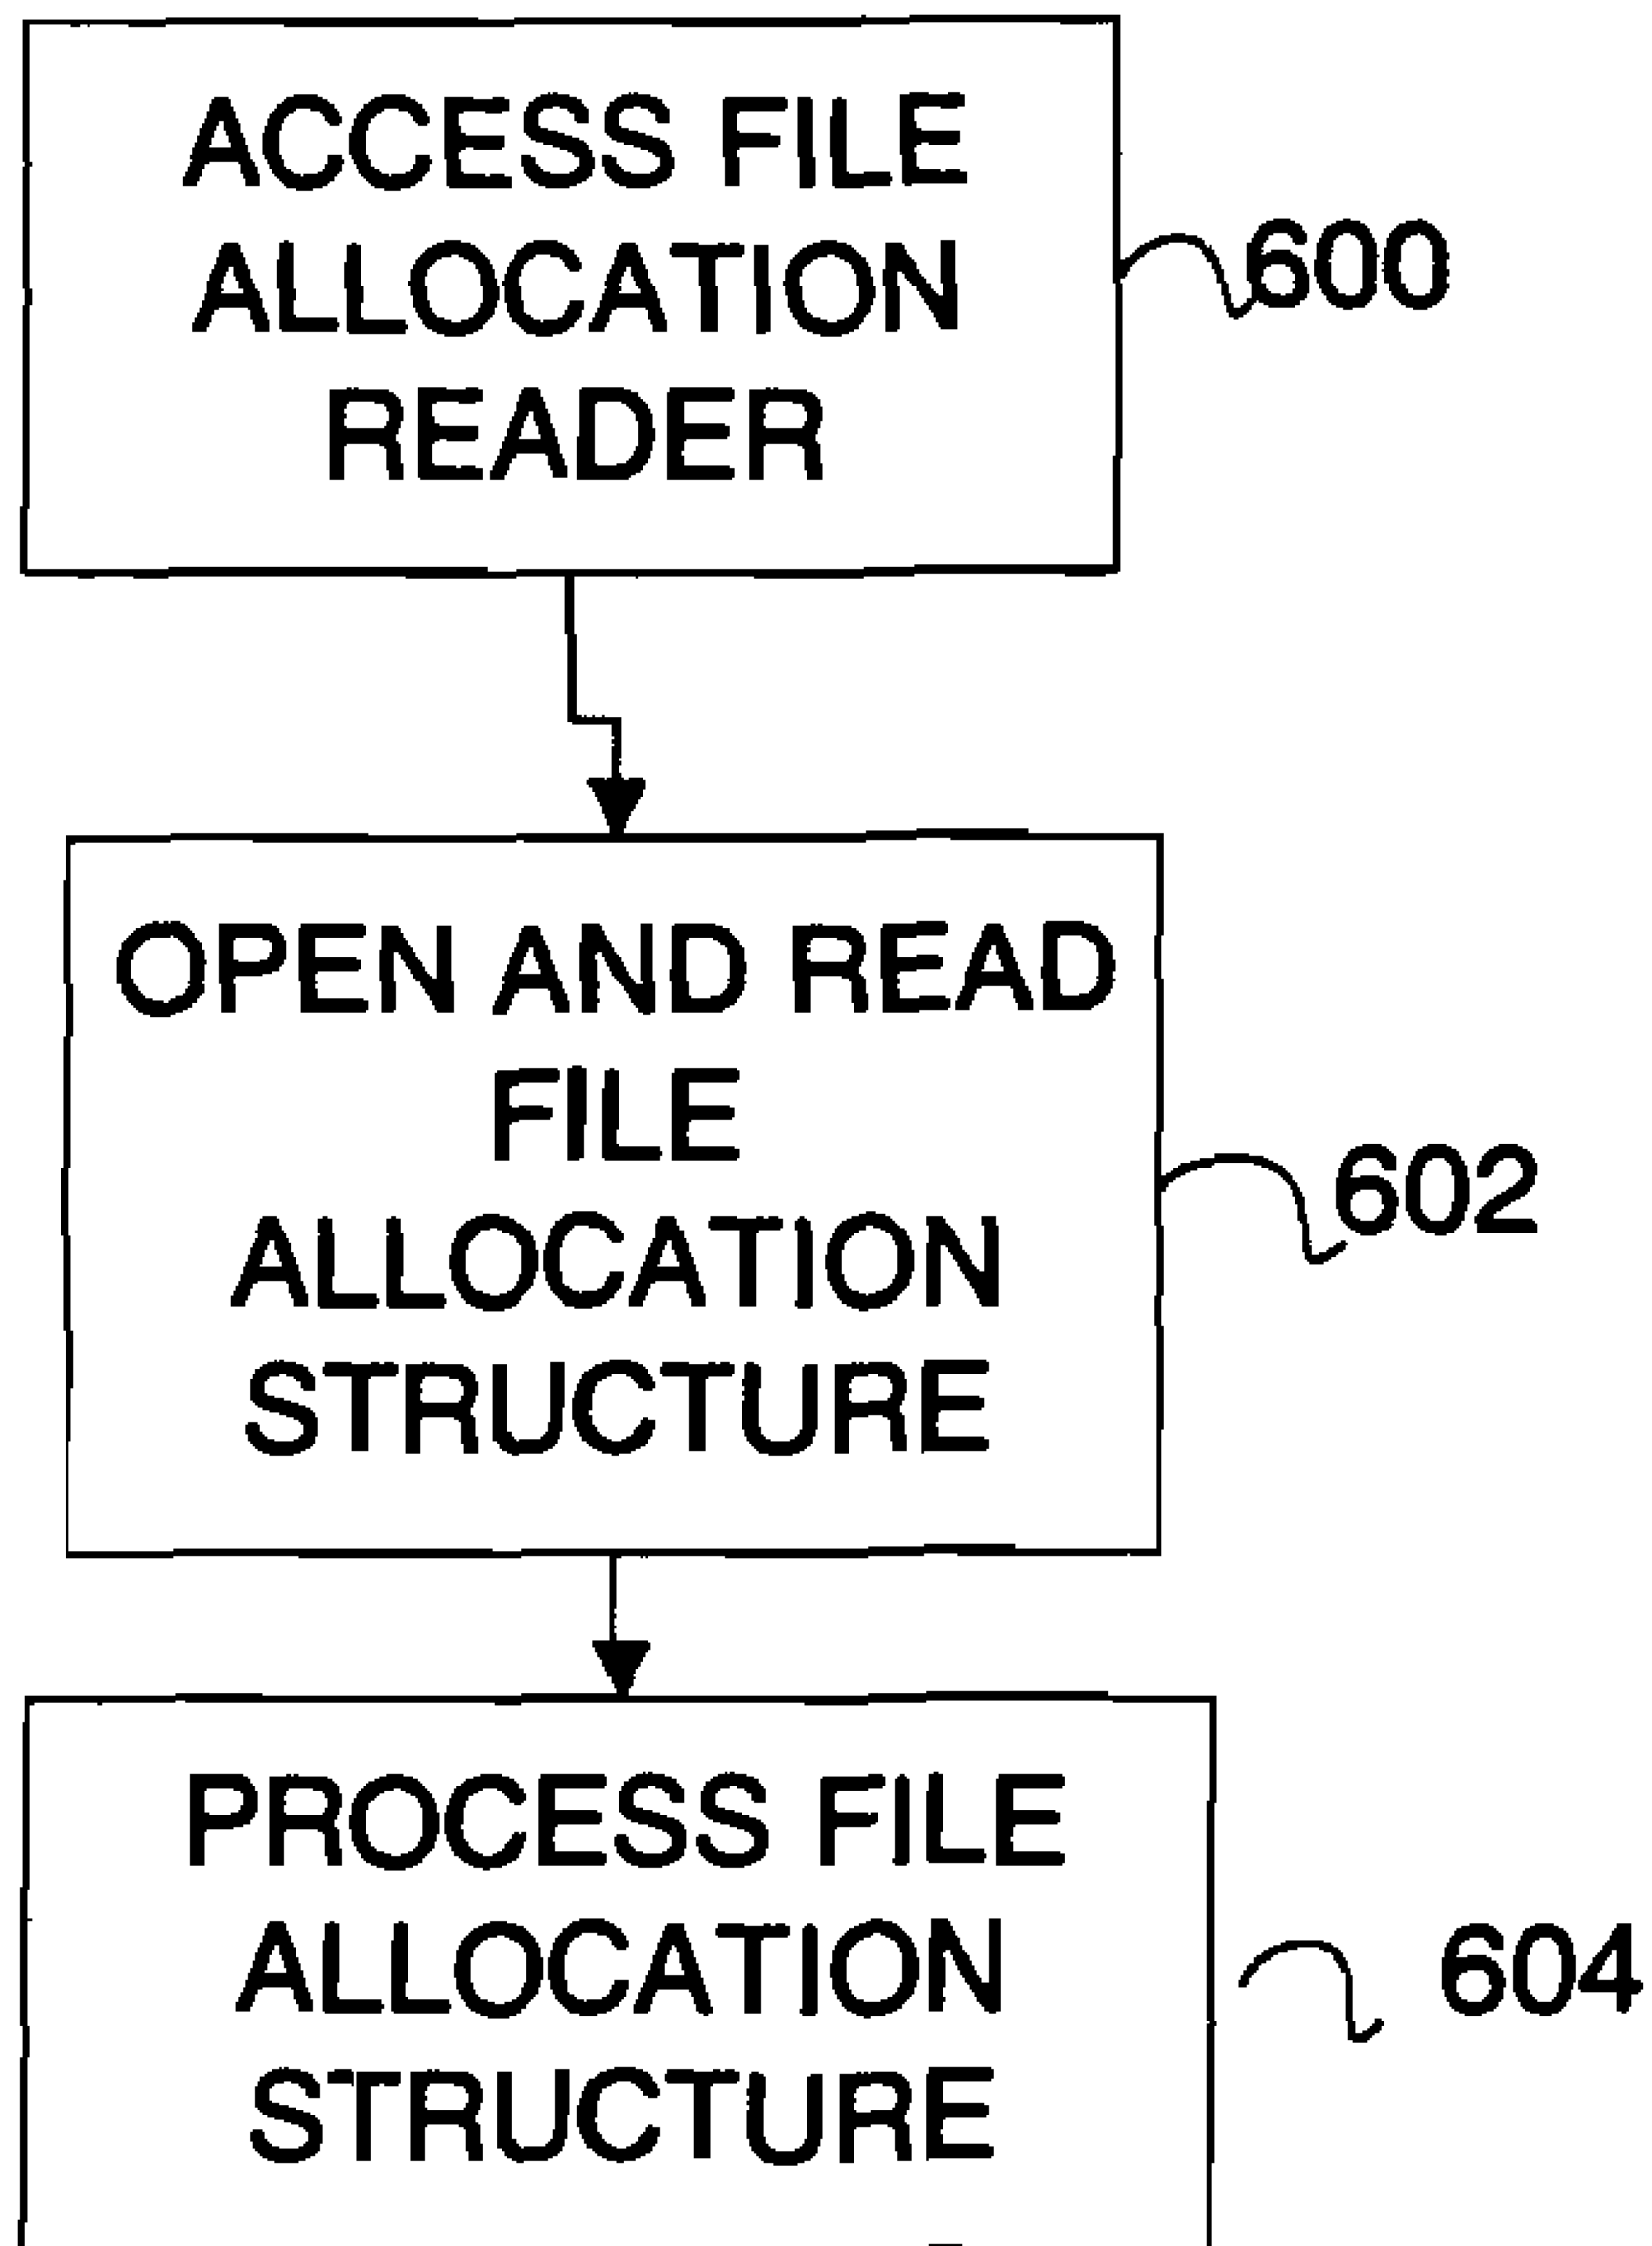 ACCESS FILE
ALLOCATION
READER
600
OPEN AND READ
FILE
ALLOCATION
STRUCTURE
602
PROCESS FILE
ALLOCATION
STRUCTURE
604